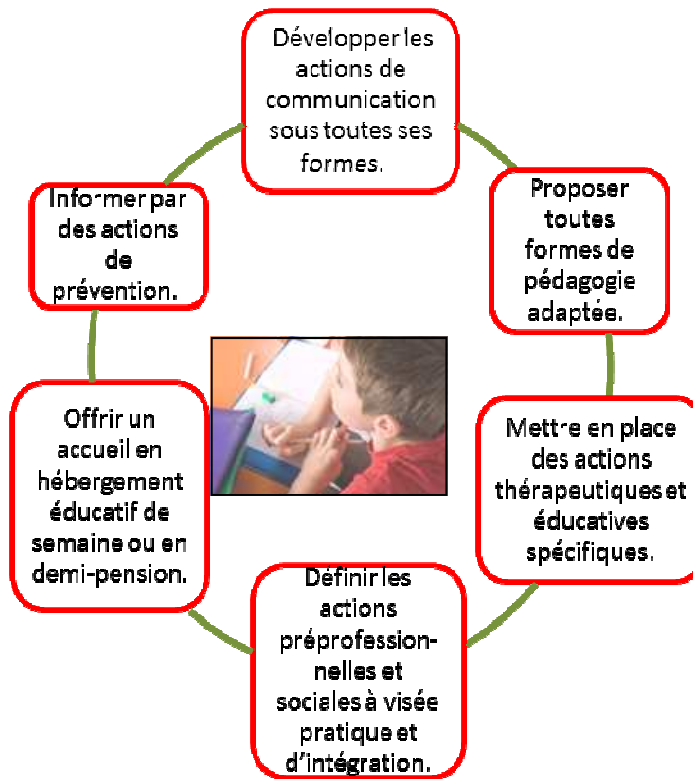 Développer les
actions de
communication
sous toutes ses
formes.
Proposer
toutes
formes de
pédagogie
adaptée.
Mettre en place
des actions
thérapeutiques et
éducatives
spécifiques.
Définir les
actions
préprofession-
nelles et
sociales à visée
pratique et
d'intégration.
Offrir un
accueil en
hébergement
éducatif de
semaine ou en
demi-pension.
Informer par
des actions
de
prévention.